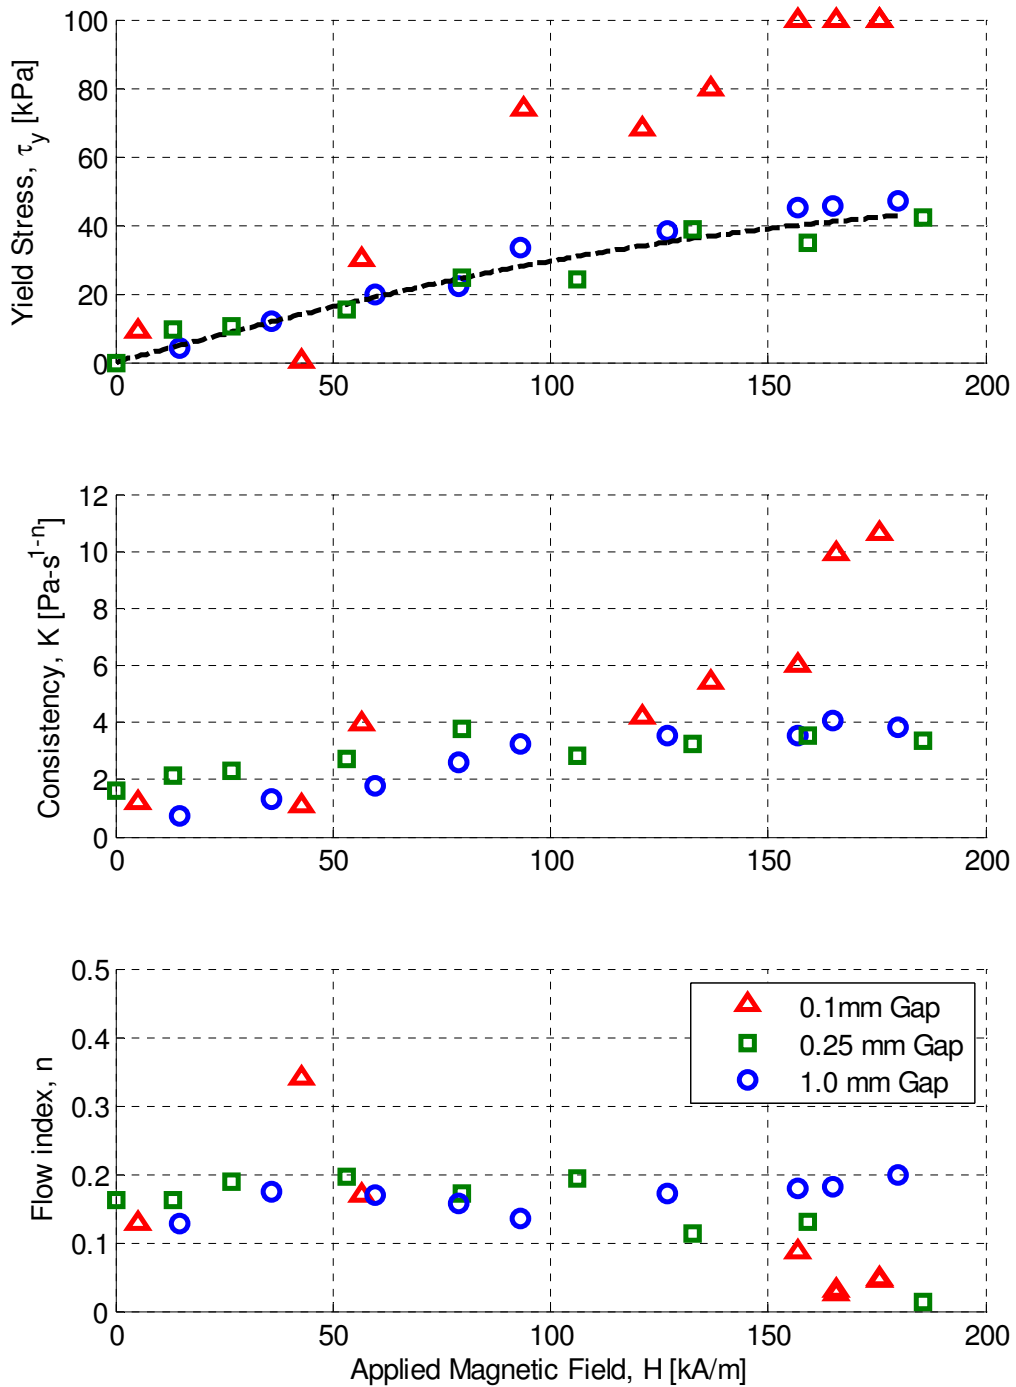 100
80
60
40
20
0
0 50 100 150 200
Yield Stress, τ_y [kPa]
12
10
8
6
4
2
0
0 50 100 150 200
Consistency, K [Pa-s^{1-n}]
0.5
0.4
0.3
0.2
0.1
0
0 50 100 150 200
Flow index, n
0.1mm Gap
0.25 mm Gap
1.0 mm Gap
Applied Magnetic Field, H [kA/m]